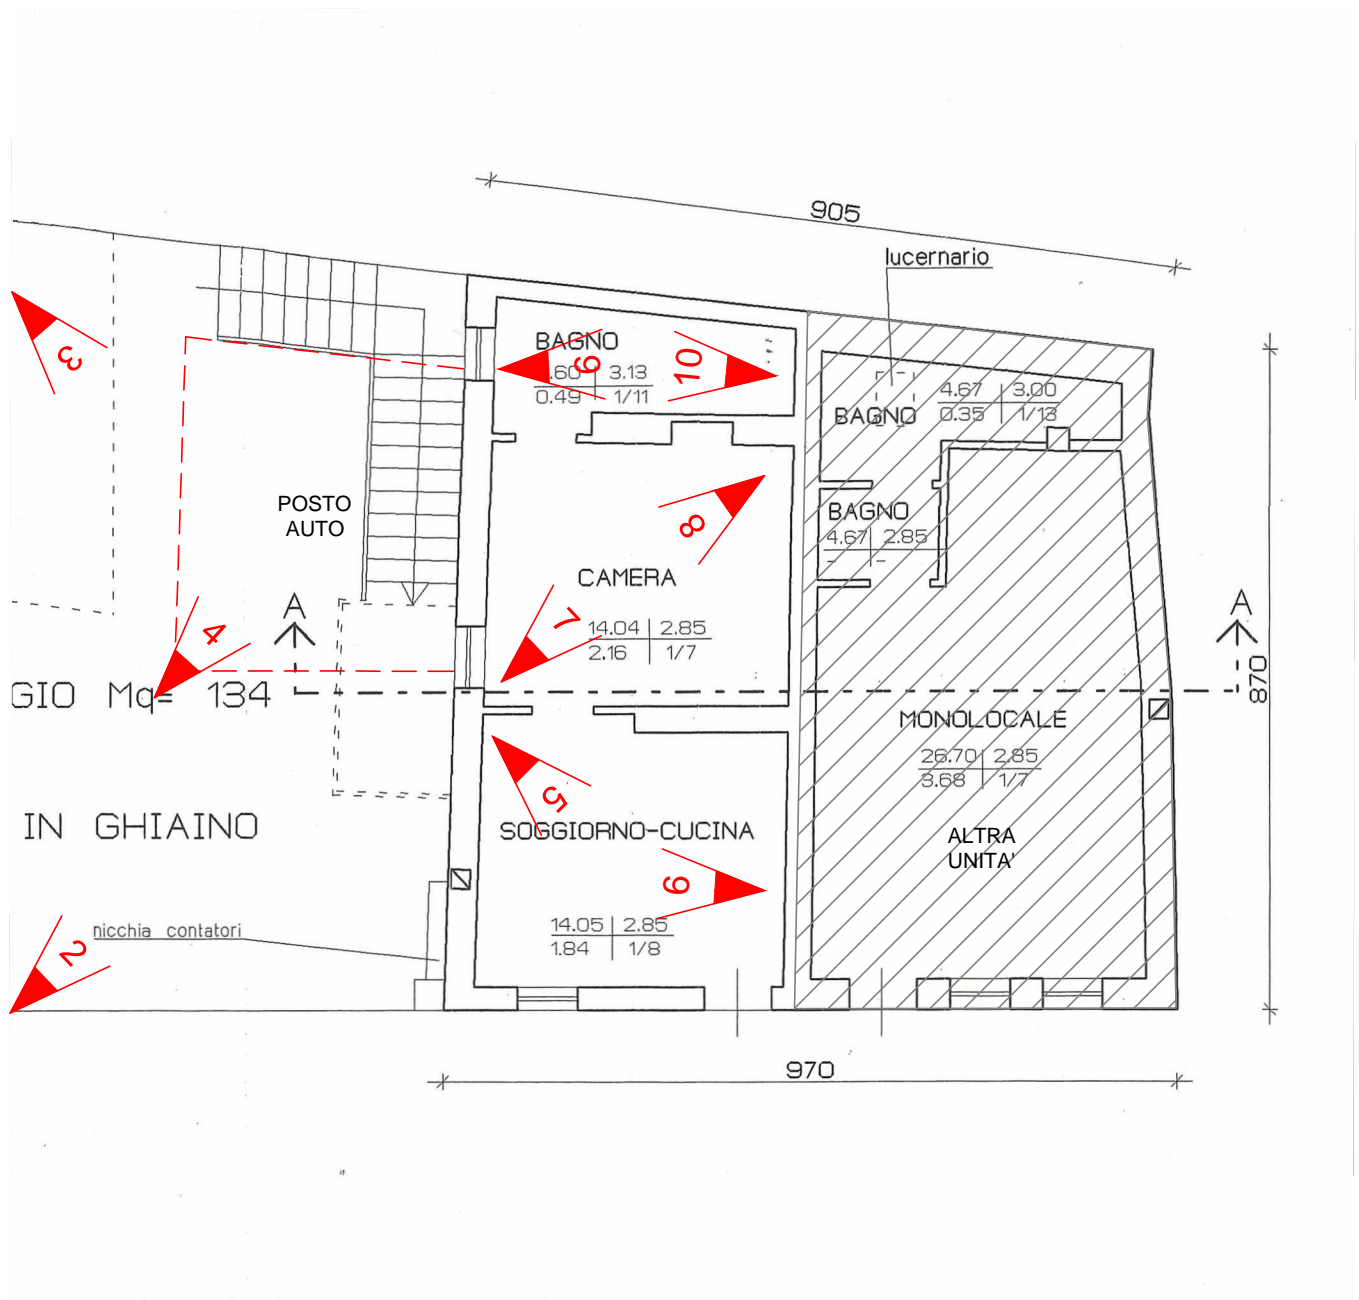 905
lucernario
BAGNO
3.13
0.49 1/11
9
10
3
4.67 3.00
0.35 1/13
BAGNO
POSTO
AUTO
8
BAGNO
4.67 2.85
- -
CAMERA
A
A
4
7
14.04 2.85
2.16 1/7
GIO Mq= 134
870
MONOLOCALE
26.70 2.85
3.68 1/7
5
IN GHIAINO
SOGGIORNO-CUCINA
ALTRA
UNITA'
6
14.05 2.85
1.84 1/8
nicchia contatori
2
970